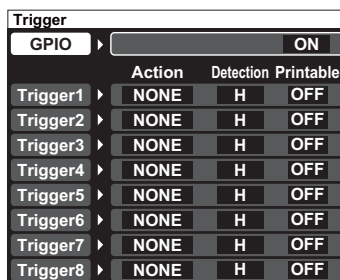 Trigger
GPIO ON
Action Detection Printable
Trigger1 NONE H OFF
Trigger2 NONE H OFF
Trigger3 NONE H OFF
Trigger4 NONE H OFF
Trigger5 NONE H OFF
Trigger6 NONE H OFF
Trigger7 NONE H OFF
Trigger8 NONE H OFF